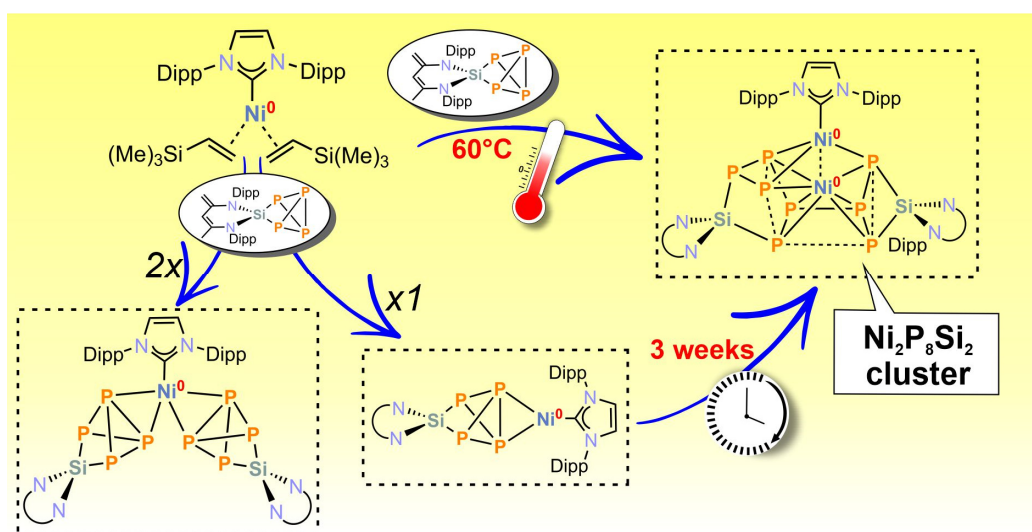 Dipp N N Dipp
Ni⁰
(Me)₃Si Si(Me)₃
Dipp
N P P
Si
N P P
Dipp
60°C
0
Dipp
N P P
Si
N P P
Dipp
2x
x1
Dipp N N Dipp
Ni⁰
P P
P P P P
P P
Si Si
N N
N N
Dipp
N P P N
Si Ni⁰
N P P N
Dipp
3 weeks
Dipp N N Dipp
Ni⁰
P P P
P Ni⁰
N P P P N
Si Si
N P P N
Dipp
Ni₂P₈Si₂
cluster